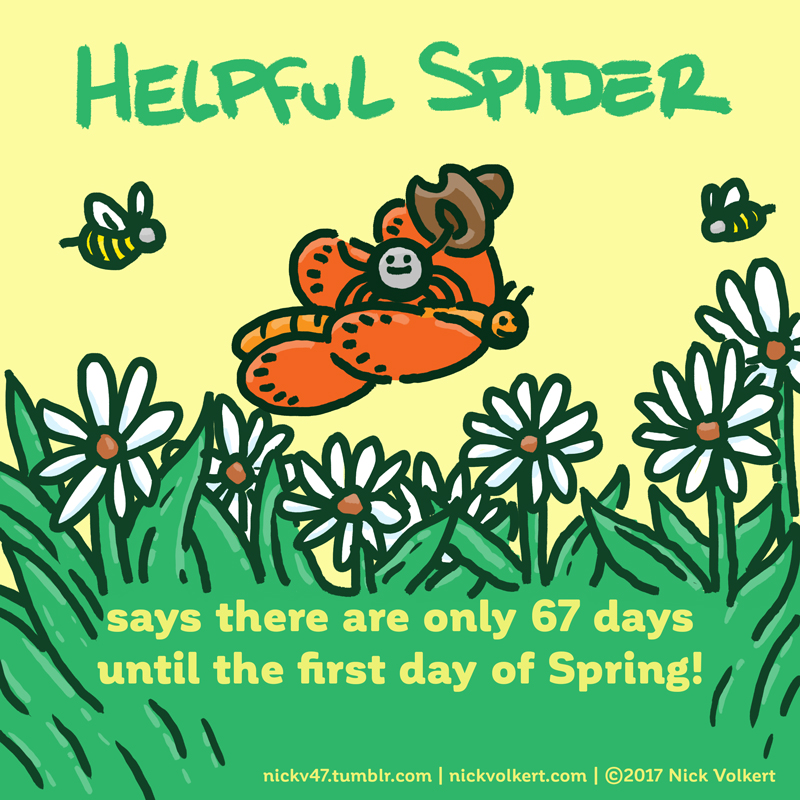 HELPFUL SPIDER
says there are only 67 days
until the first day of Spring!
nickv47.tumblr.com | nickvolkert.com | ©2017 Nick Volkert